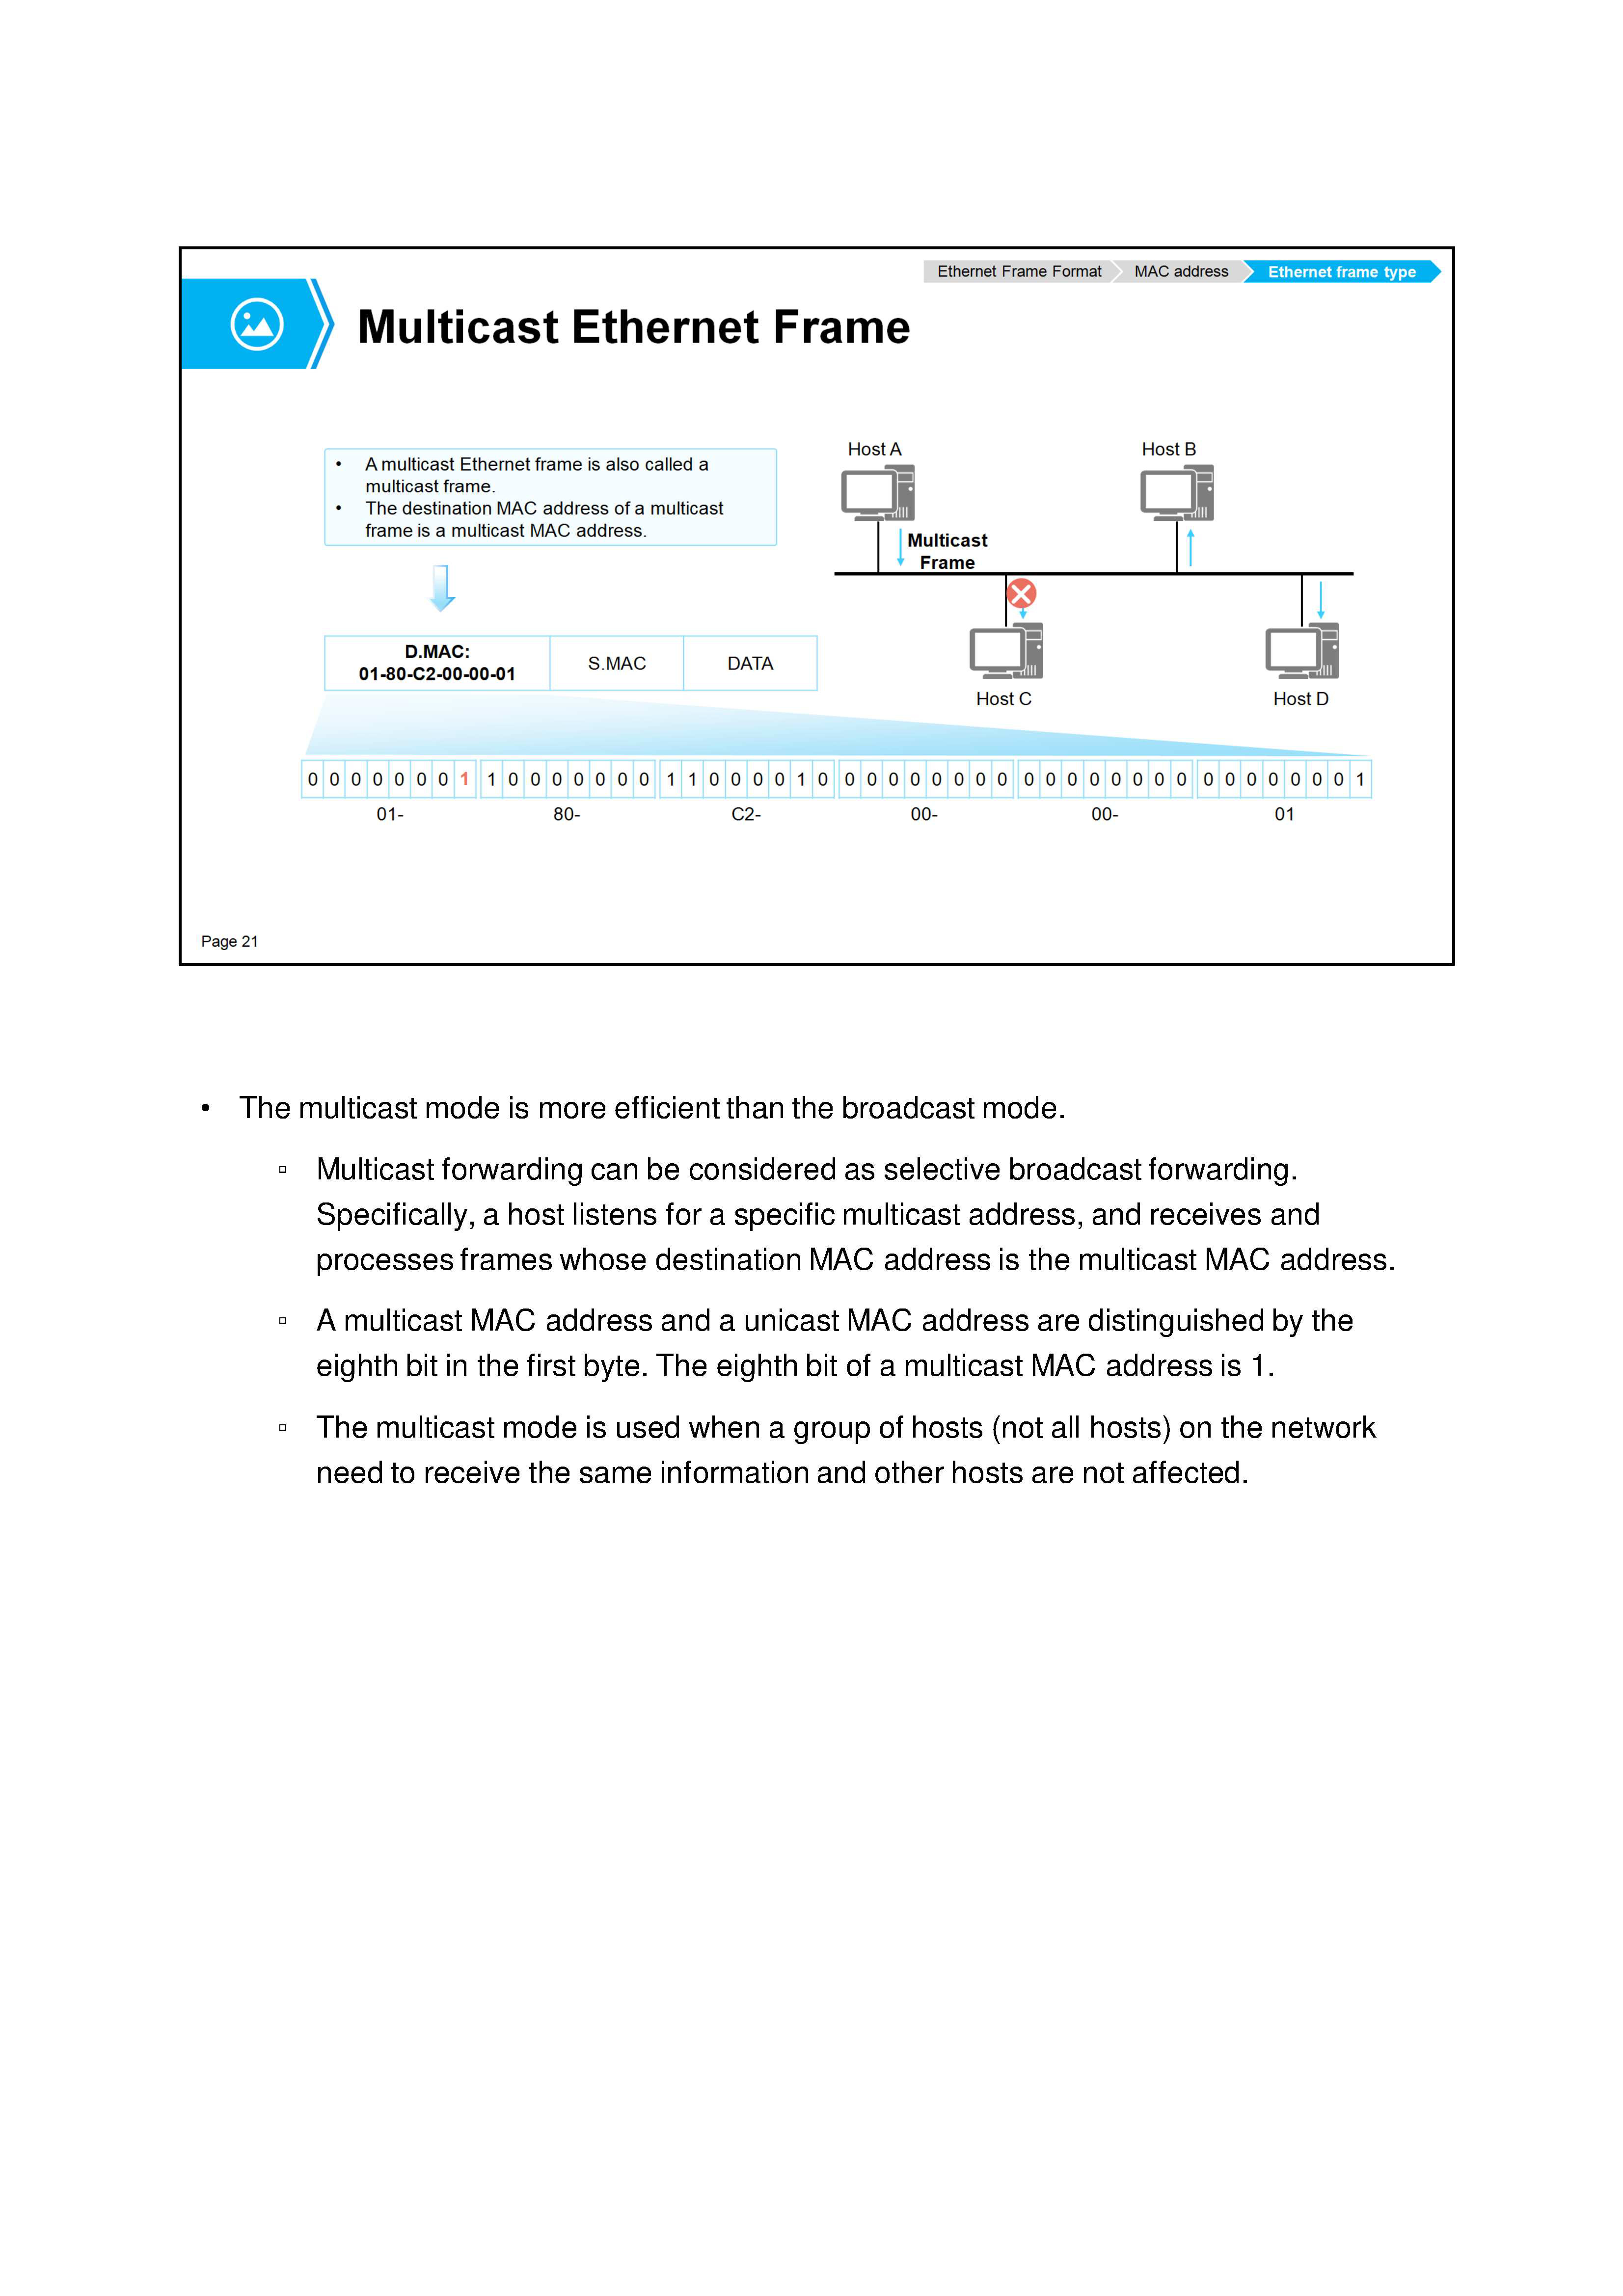 Ethernet Frame Format MAC address Ethernet frame type
Multicast Ethernet Frame
• A multicast Ethernet frame is also called a
multicast frame.
• The destination MAC address of a multicast
frame is a multicast MAC address.
Host A Host B
Multicast
Frame
D.MAC:
01-80-C2-00-00-01
S.MAC
DATA
Host C Host D
0 0 0 0 0 0 0 1 1 0 0 0 0 0 0 0 1 1 0 0 0 0 1 0 0 0 0 0 0 0 0 0 0 0 0 0 0 0 0 0 0 0 0 0 0 0 0 1
01- 80- C2- 00- 00- 01
Page 21
• The multicast mode is more efficient than the broadcast mode.
▫ Multicast forwarding can be considered as selective broadcast forwarding.
Specifically, a host listens for a specific multicast address, and receives and
processes frames whose destination MAC address is the multicast MAC address.
▫ A multicast MAC address and a unicast MAC address are distinguished by the
eighth bit in the first byte. The eighth bit of a multicast MAC address is 1.
▫ The multicast mode is used when a group of hosts (not all hosts) on the network
need to receive the same information and other hosts are not affected.